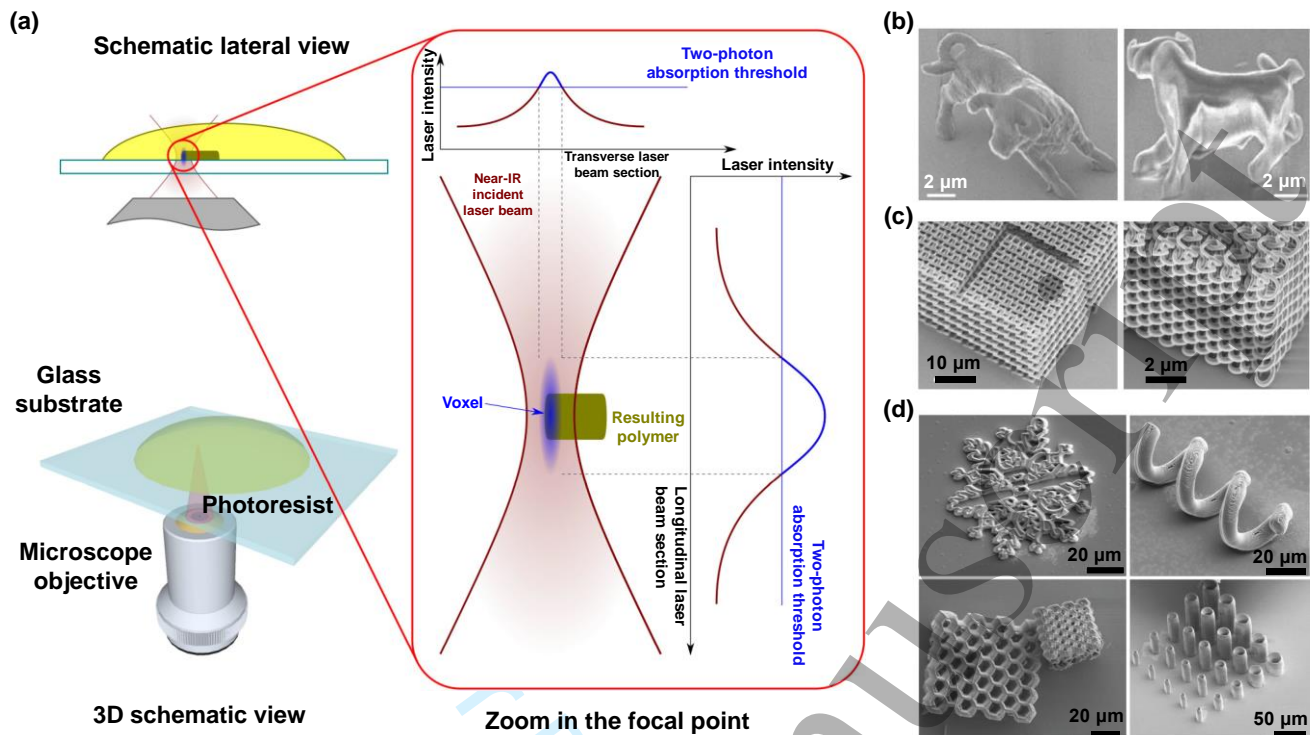 (a)
Schematic lateral view
Laser intensity
Two-photon
absorption threshold
Transverse laser
beam section
Near-IR
incident
laser beam
Laser intensity
Voxel
Resulting
polymer
Longitudinal laser
beam section
Two-photon
absorption threshold
Glass
substrate
Photoresist
Microscope
objective
3D schematic view
Zoom in the focal point
(b)
2 µm
2 µm
(c)
10 µm
2 µm
(d)
20 µm
20 µm
20 µm
50 µm